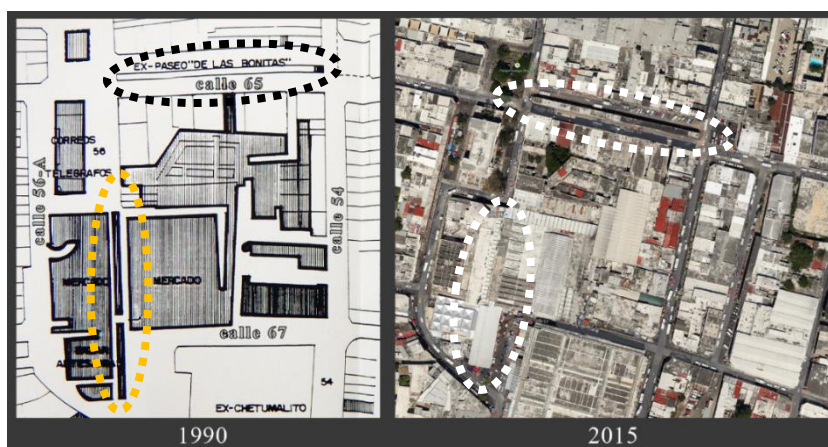 EX-PASEO"DE LAS BONITAS"
calle 65
CORREOS
56
TELEGRAFOS
calle 56-A
calle 54
MERCADO
MERCADO
calle 67
54
EX-CHETUMALITO
1990
2015